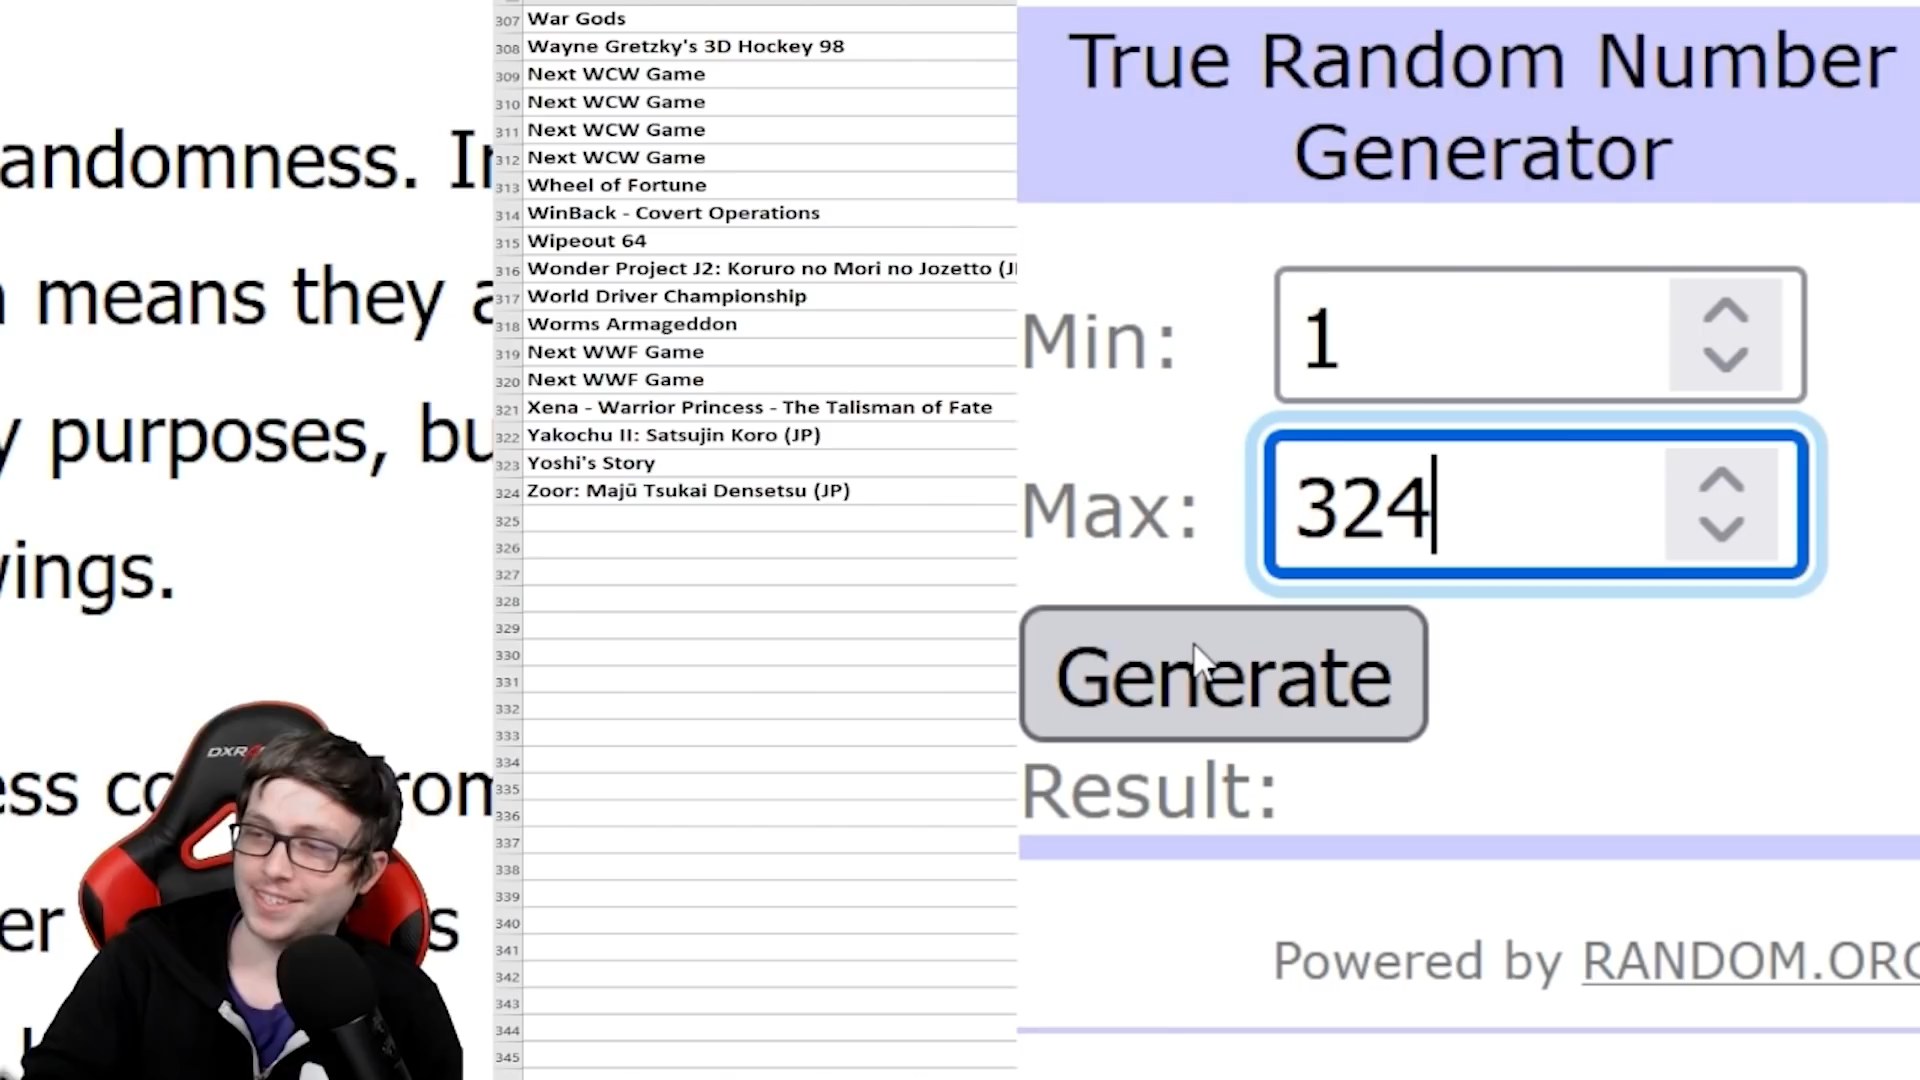 andomness. In
means they a
y purposes, bu
ings.
ess co rom
er s
307 War Gods
308 Wayne Gretzky's 3D Hockey 98
309 Next WCW Game
310 Next WCW Game
311 Next WCW Game
312 Next WCW Game
313 Wheel of Fortune
314 WinBack - Covert Operations
315 Wipeout 64
316 Wonder Project J2: Koruro no Mori no Jozetto (J
317 World Driver Championship
318 Worms Armageddon
319 Next WWF Game
320 Next WWF Game
321 Xena - Warrior Princess - The Talisman of Fate
322 Yakochu II: Satsujin Koro (JP)
323 Yoshi's Story
324 Zoor: Majū Tsukai Densetsu (JP)
325
326
327
328
329
330
331
332
333
334
335
336
337
338
339
340
341
342
343
344
345
True Random Number
Generator
Min: 1
Max: 324
Generate
Result:
Powered by RANDOM.ORG
DXR